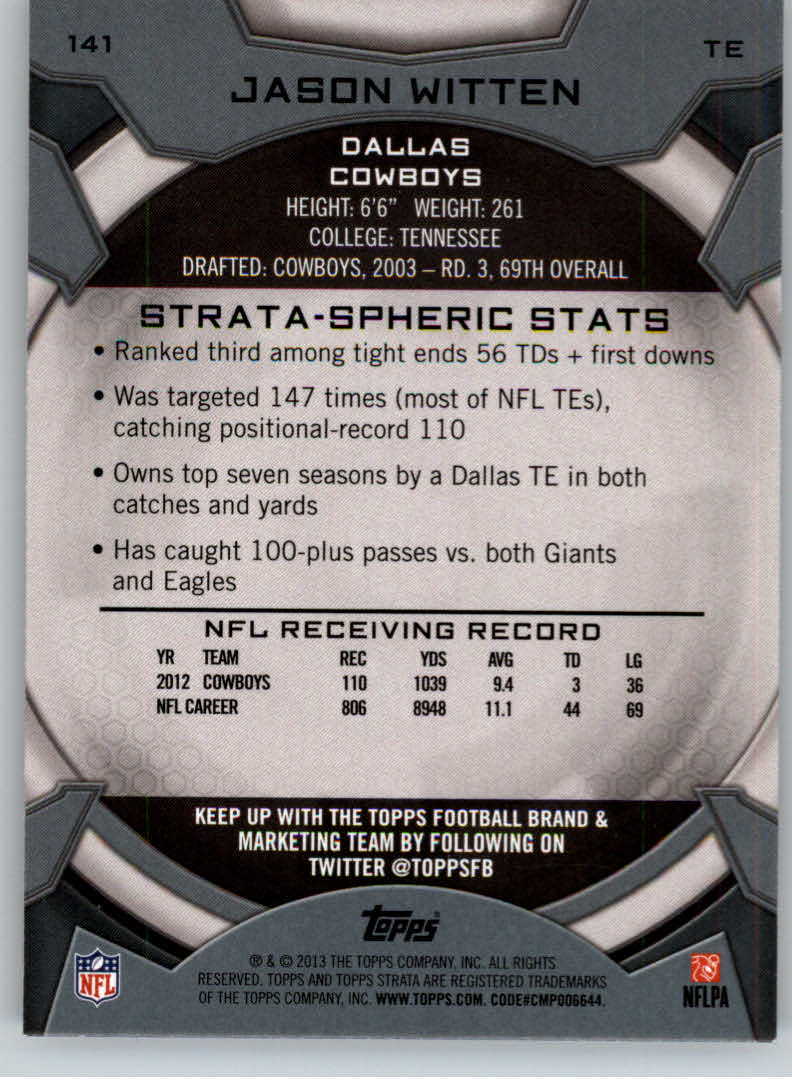 141
TE
JASON WITTEN
DALLAS
COWBOYS
HEIGHT: 6'6" WEIGHT: 261
COLLEGE: TENNESSEE
DRAFTED: COWBOYS, 2003 – RD. 3, 69TH OVERALL
STRATA-SPHERIC STATS
• Ranked third among tight ends 56 TDs + first downs
• Was targeted 147 times (most of NFL TEs),
catching positional-record 110
• Owns top seven seasons by a Dallas TE in both
catches and yards
• Has caught 100-plus passes vs. both Giants
and Eagles
NFL RECEIVING RECORD
YR TEAM REC YDS AVG TD LG
2012 COWBOYS 110 1039 9.4 3 36
NFL CAREER 806 8948 11.1 44 69
KEEP UP WITH THE TOPPS FOOTBALL BRAND &
MARKETING TEAM BY FOLLOWING ON
TWITTER @TOPPSFB
topps
® & © 2013 THE TOPPS COMPANY, INC. ALL RIGHTS
RESERVED. TOPPS AND TOPPS STRATA ARE REGISTERED TRADEMARKS
OF THE TOPPS COMPANY, INC. WWW.TOPPS.COM. CODE#CMP006644.
NFL
NFLPA